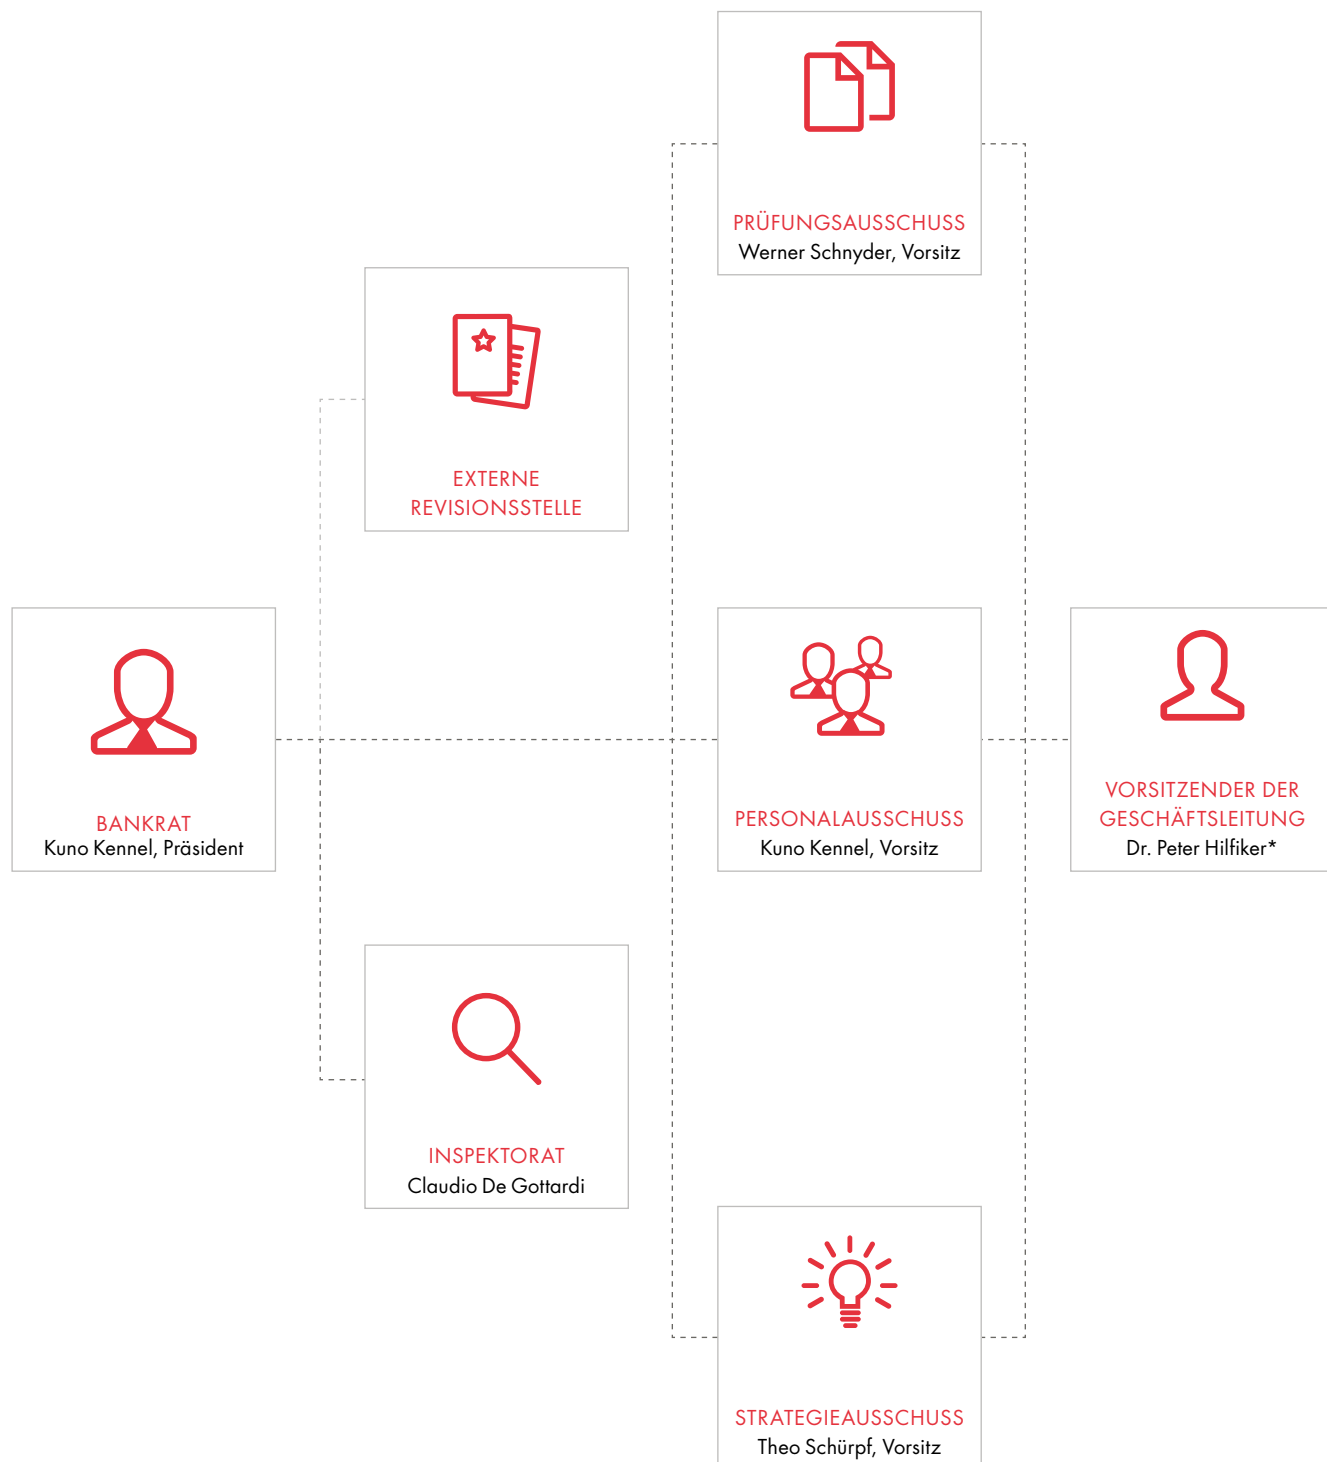 PRÜFUNGSAUSSCHUSS
Werner Schnyder, Vorsitz
EXTERNE
REVISIONSSTELLE
BANKRAT
Kuno Kennel, Präsident
PERSONALAUSSCHUSS
Kuno Kennel, Vorsitz
VORSITZENDER DER
GESCHÄFTSLEITUNG
Dr. Peter Hilfiker*
INSPEKTORAT
Claudio De Gottardi
STRATEGIEAUSSCHUSS
Theo Schürpf, Vorsitz